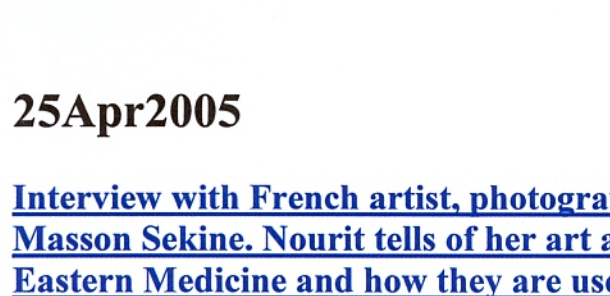 25Apr2005
Interview with French artist, photogra
Masson Sekine. Nourit tells of her art a
Eastern Medicine and how they are us